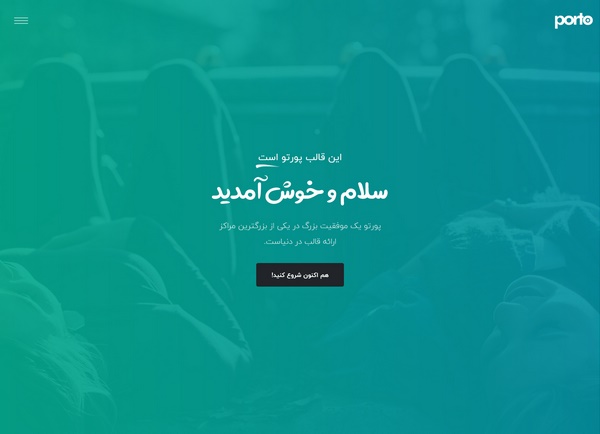 porto
این قالب پورتو است
سلام و خوش آمدید
پورتو یک موفقیت بزرگ در یکی از بزرگترین مراکز
ارائه قالب در دنیاست.
هم اکنون شروع کنید!